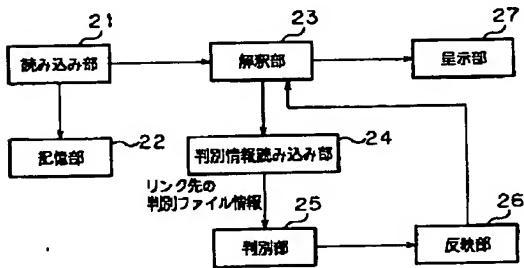 21
23
27
読み込み部
解釈部
呈示部
22
24
記憶部
判別情報読み込み部
リンク先の
判別ファイル情報
25
26
判別部
反映部